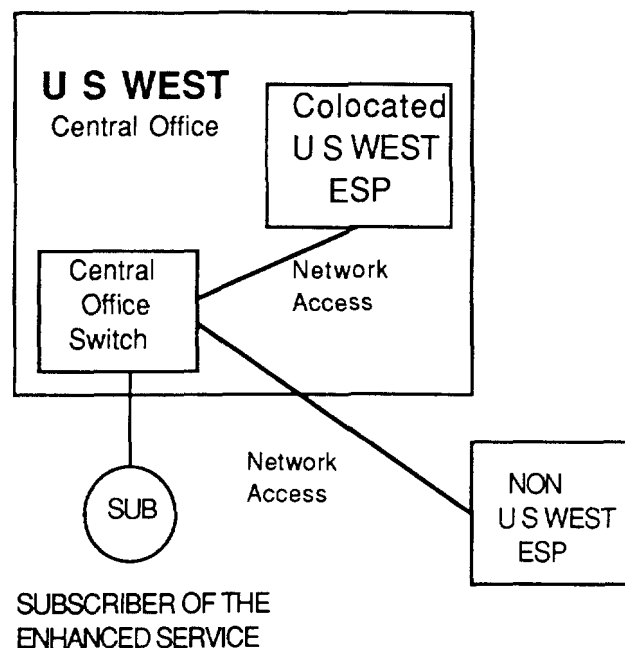 U S WEST
Central Office
Colocated
U S WEST
ESP
Central
Office
Switch
Network
Access
Network
Access
SUB
NON
U S WEST
ESP
SUBSCRIBER OF THE
ENHANCED SERVICE